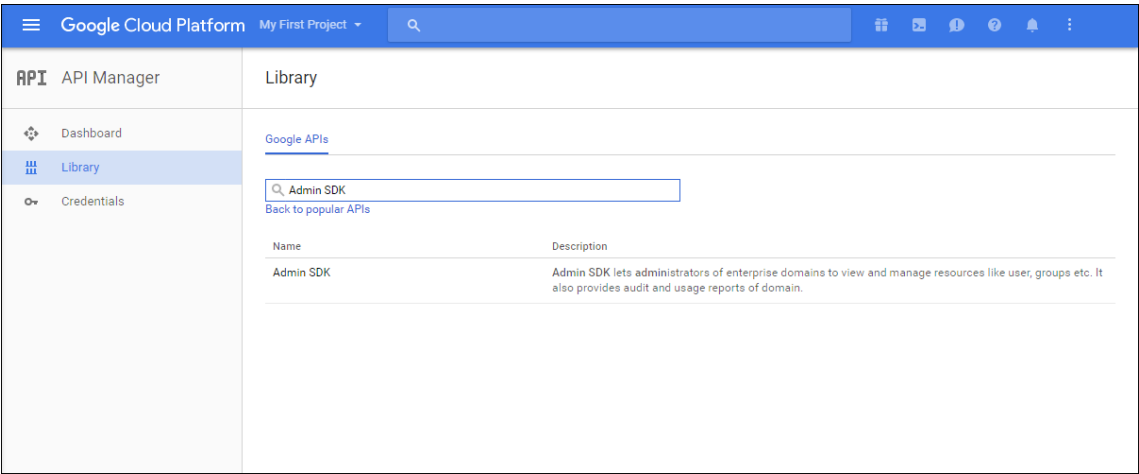 Google Cloud Platform My First Project
API API Manager
Library
Dashboard
Library
Credentials
Google APIs
Admin SDK
Back to popular APIs
Name Description
Admin SDK Admin SDK lets administrators of enterprise domains to view and manage resources like user, groups etc. It
also provides audit and usage reports of domain.